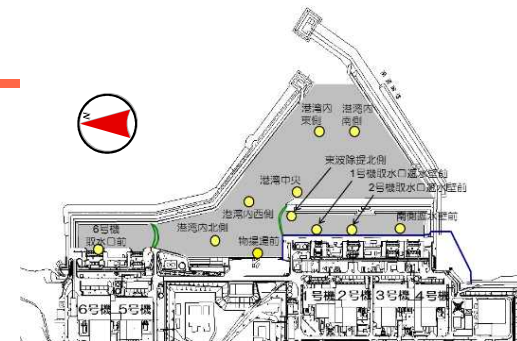 N
港湾内
東側
港湾内
南側
東波除堤北側
港湾中央
1号機取水口遮水壁前
2号機取水口遮水壁前
港湾内西側
南側遮水壁前
6号機
取水口前
港湾内北側
物揚場前
6号機
5号機
1号機
2号機
3号機
4号機